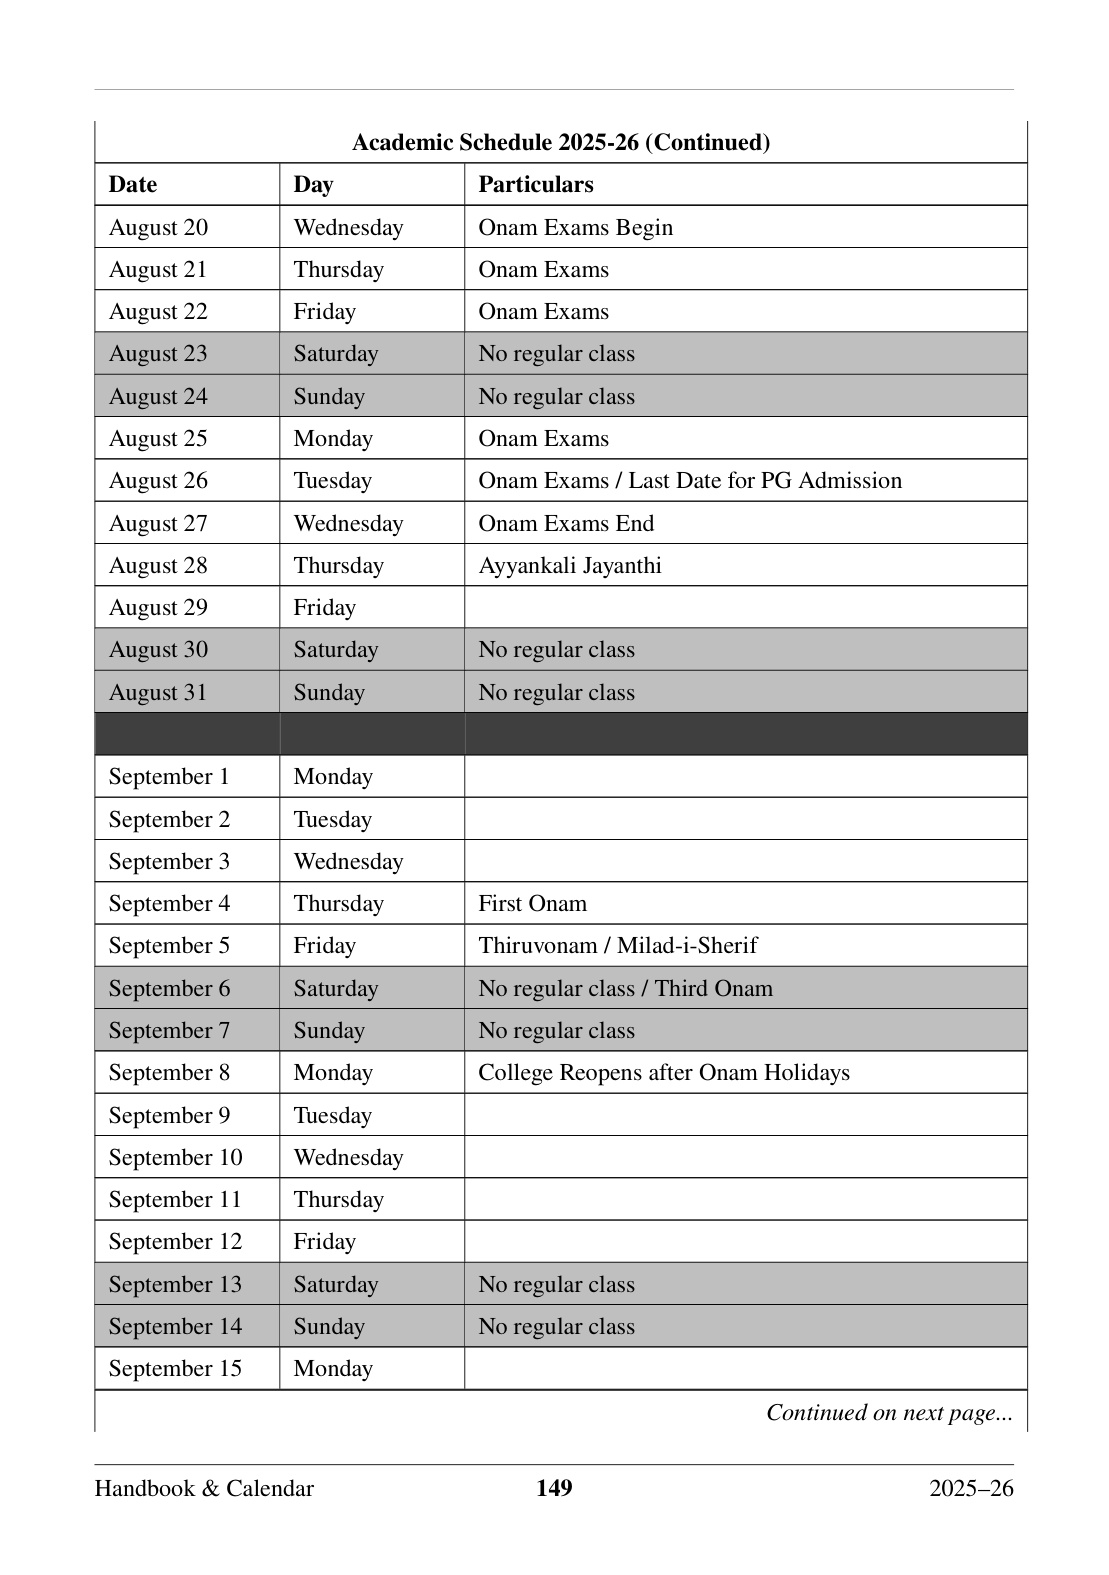 Academic Schedule 2025-26 (Continued)
Date Day Particulars
August 20 Wednesday Onam Exams Begin
August 21 Thursday Onam Exams
August 22 Friday Onam Exams
August 23 Saturday No regular class
August 24 Sunday No regular class
August 25 Monday Onam Exams
August 26 Tuesday Onam Exams / Last Date for PG Admission
August 27 Wednesday Onam Exams End
August 28 Thursday Ayyankali Jayanthi
August 29 Friday
August 30 Saturday No regular class
August 31 Sunday No regular class
September 1 Monday
September 2 Tuesday
September 3 Wednesday
September 4 Thursday First Onam
September 5 Friday Thiruvonam / Milad-i-Sherif
September 6 Saturday No regular class / Third Onam
September 7 Sunday No regular class
September 8 Monday College Reopens after Onam Holidays
September 9 Tuesday
September 10 Wednesday
September 11 Thursday
September 12 Friday
September 13 Saturday No regular class
September 14 Sunday No regular class
September 15 Monday
Continued on next page...
Handbook & Calendar 149 2025–26